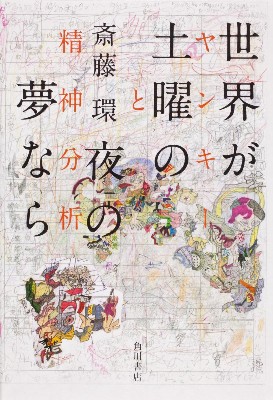 世界が
土曜の
夜の
夢なら
ヤンキー
と
精神分析
斎藤環
角川書店